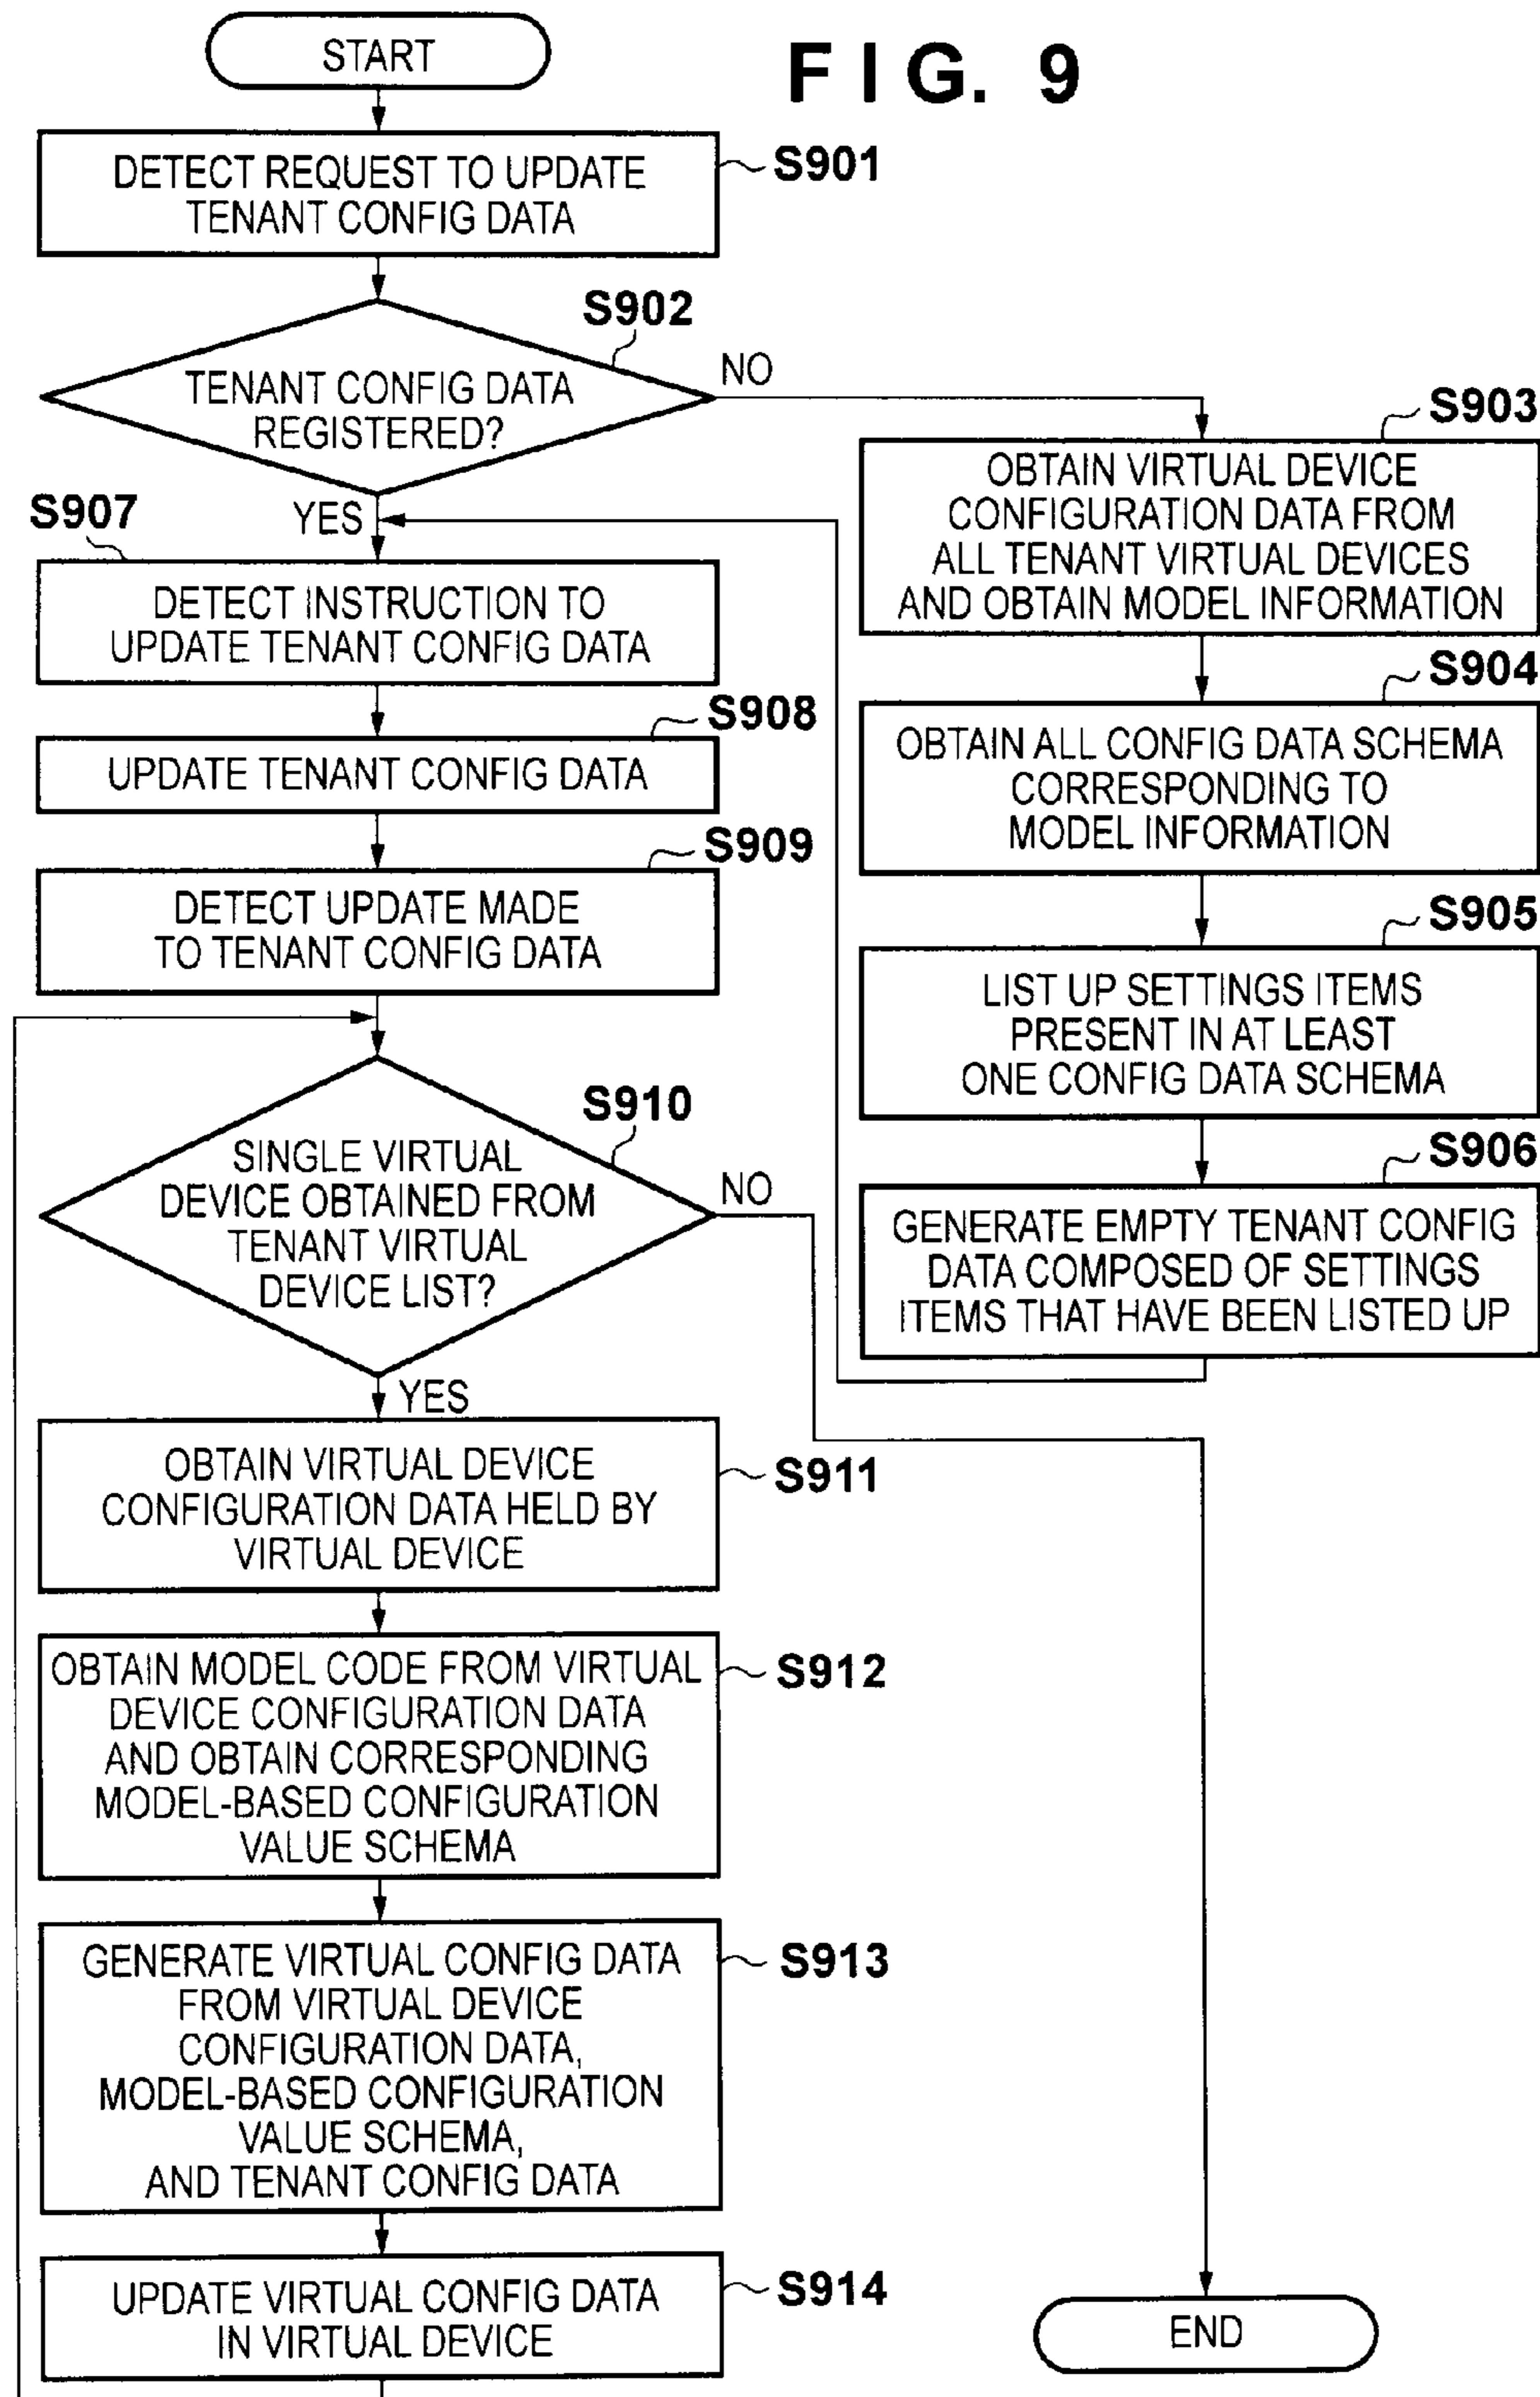 FIG. 9
START
DETECT REQUEST TO UPDATE
TENANT CONFIG DATA
S901
S902
TENANT CONFIG DATA
REGISTERED?
NO
YES
S903
OBTAIN VIRTUAL DEVICE
CONFIGURATION DATA FROM
ALL TENANT VIRTUAL DEVICES
AND OBTAIN MODEL INFORMATION
S904
OBTAIN ALL CONFIG DATA SCHEMA
CORRESPONDING TO
MODEL INFORMATION
S905
LIST UP SETTINGS ITEMS
PRESENT IN AT LEAST
ONE CONFIG DATA SCHEMA
S906
GENERATE EMPTY TENANT CONFIG
DATA COMPOSED OF SETTINGS
ITEMS THAT HAVE BEEN LISTED UP
S907
DETECT INSTRUCTION TO
UPDATE TENANT CONFIG DATA
S908
UPDATE TENANT CONFIG DATA
S909
DETECT UPDATE MADE
TO TENANT CONFIG DATA
S910
SINGLE VIRTUAL
DEVICE OBTAINED FROM
TENANT VIRTUAL
DEVICE LIST?
NO
YES
OBTAIN VIRTUAL DEVICE
CONFIGURATION DATA HELD BY
VIRTUAL DEVICE
S911
OBTAIN MODEL CODE FROM VIRTUAL
DEVICE CONFIGURATION DATA
AND OBTAIN CORRESPONDING
MODEL-BASED CONFIGURATION
VALUE SCHEMA
S912
GENERATE VIRTUAL CONFIG DATA
FROM VIRTUAL DEVICE
CONFIGURATION DATA,
MODEL-BASED CONFIGURATION
VALUE SCHEMA,
AND TENANT CONFIG DATA
S913
UPDATE VIRTUAL CONFIG DATA
IN VIRTUAL DEVICE
S914
END